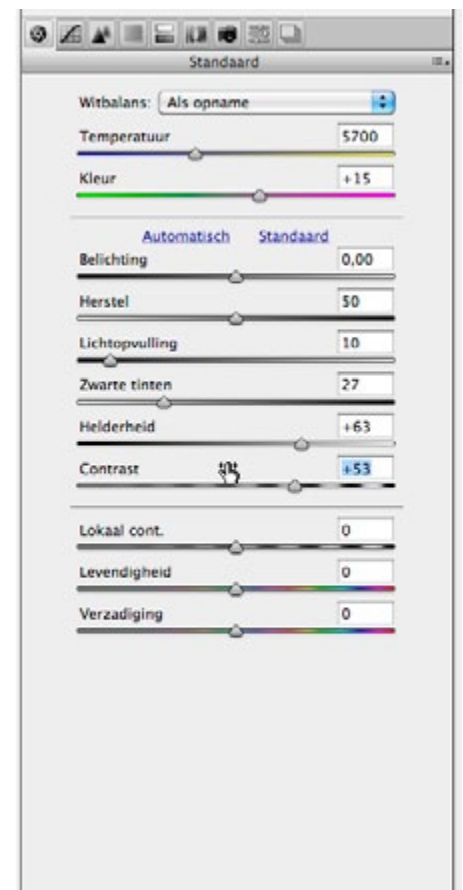 Standaard
Witbalans: Als opname
Temperatuur 5700
Kleur +15
Automatisch Standaard
Belichting 0,00
Herstel 50
Lichtopvulling 10
Zwarte tinten 27
Helderheid +63
Contrast +53
Lokaal cont. 0
Levendigheid 0
Verzadiging 0